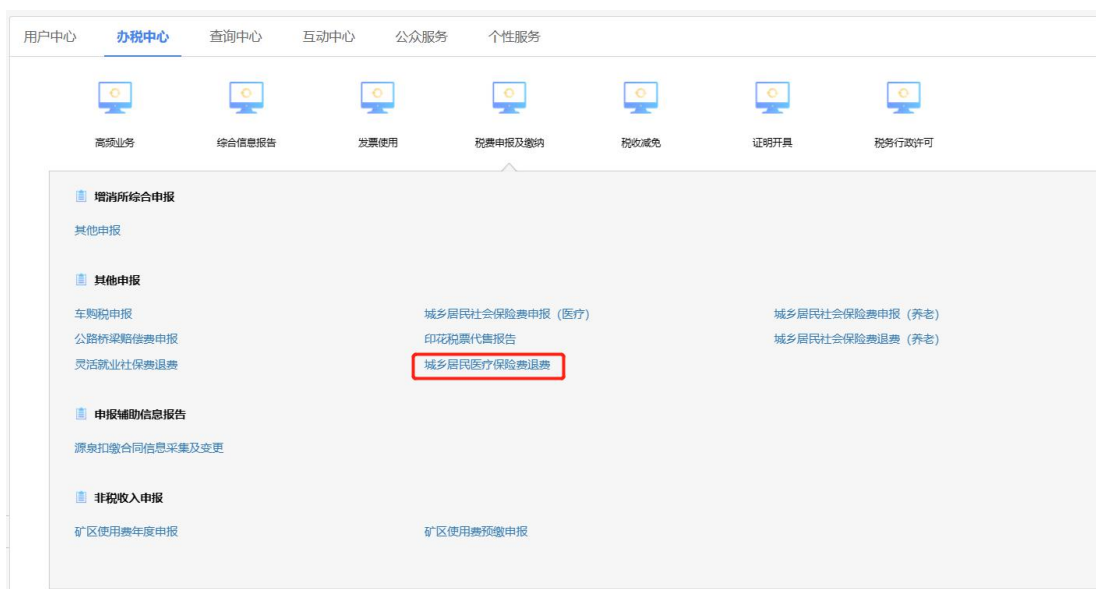 用户中心 办税中心 查询中心 互动中心 公众服务 个性服务
高频业务 综合信息报告 发票使用 税费申报及缴纳 税收减免 证明开具 税务行政许可
增消所综合申报
其他申报
其他申报
车购税申报 城乡居民社会保险费申报（医疗） 城乡居民社会保险费申报（养老）
公路桥梁赔偿费申报 印花税票代售报告 城乡居民社会保险费退费（养老）
灵活就业社保费退费 城乡居民医疗保险费退费
申报辅助信息报告
源泉扣缴合同信息采集及变更
非税收入申报
矿区使用费年度申报 矿区使用费预缴申报